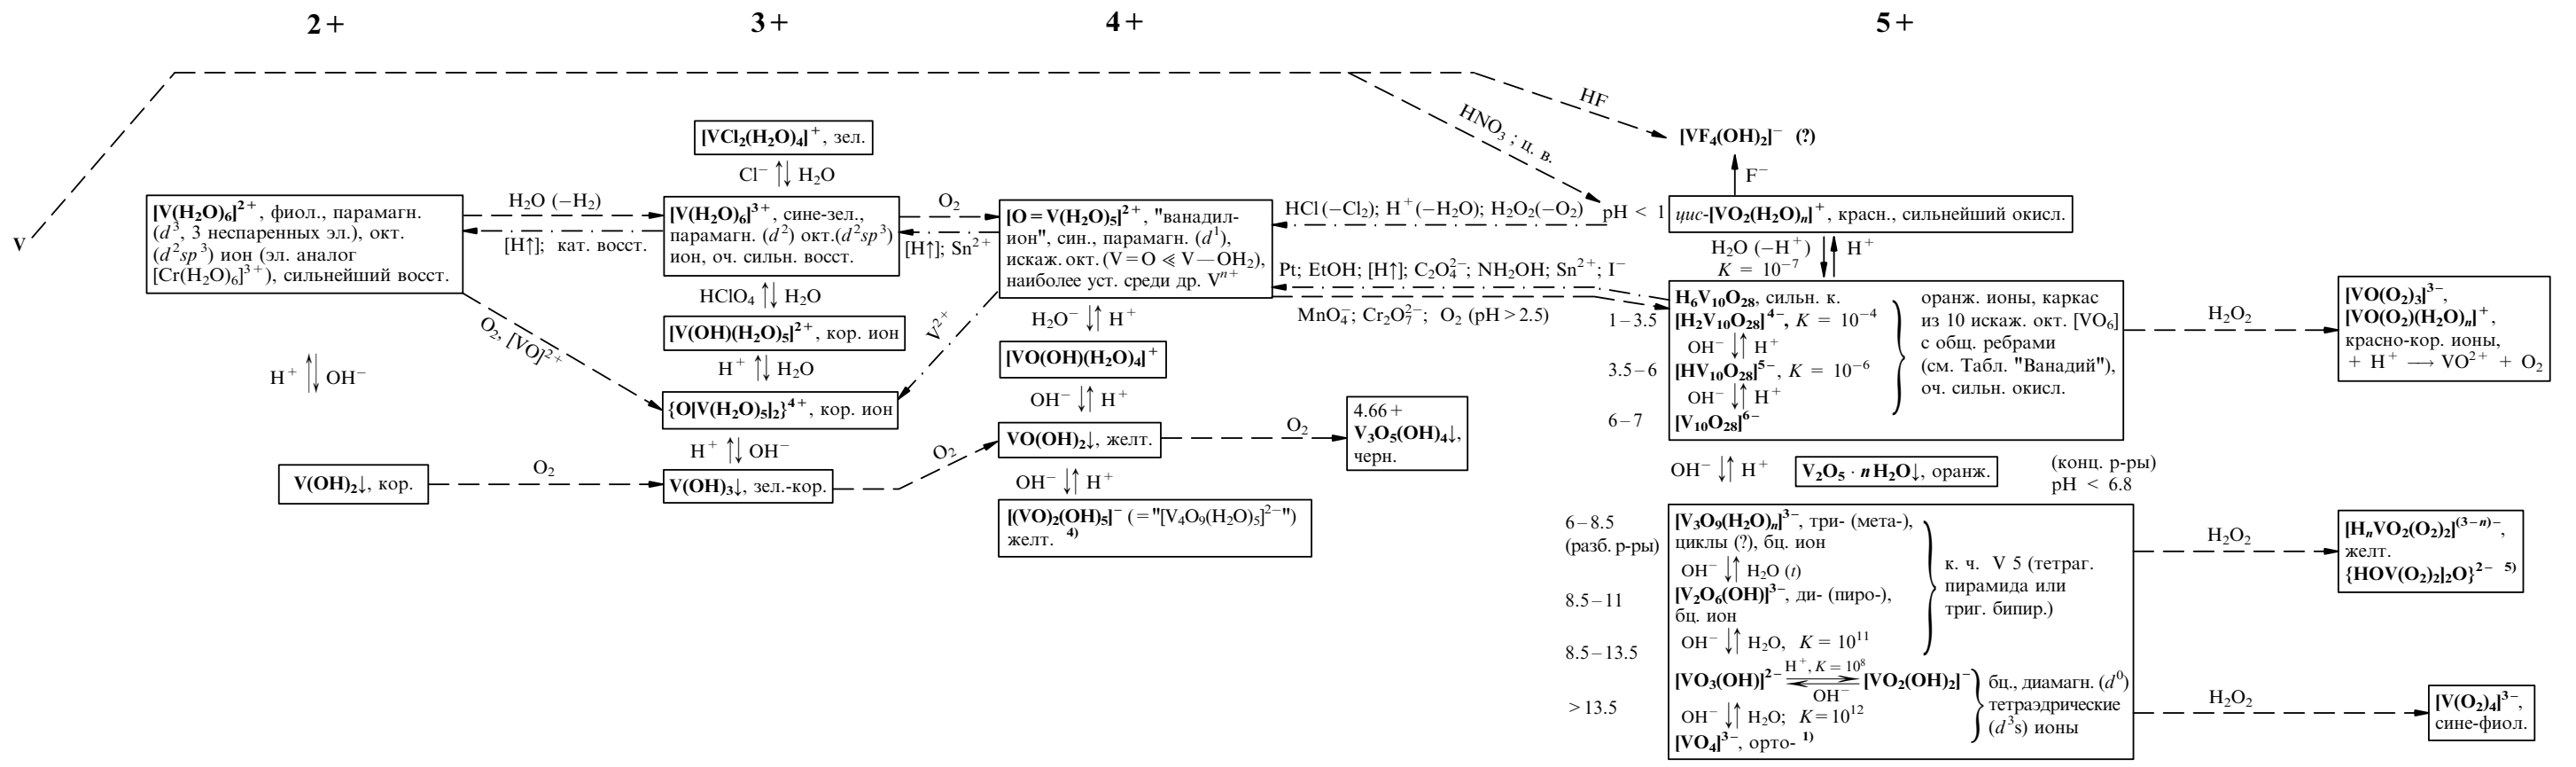 2+ 3+ 4+ 5+
V
HF
HNO₃; ц. в.
[VF₄(OH)₂]⁻ (?)
F⁻
[VCl₂(H₂O)₄]⁺, зел.
Cl⁻ ↑↓ H₂O
[V(H₂O)₆]²⁺, фиол., парамагн.
(d³, 3 неспаренных эл.), окт.
(d²sp³) ион (эл. аналог
[Cr(H₂O)₆]³⁺), сильнейший восст.
H₂O (−H₂)
[H↑]; кат. восст.
O₂, [VO]²⁺
H⁺ ↑↓ OH⁻
V(OH)₂↓, кор.
O₂
[V(H₂O)₆]³⁺, сине-зел.,
парамагн. (d²) окт.(d²sp³)
ион, оч. сильн. восст.
HClO₄ ↑↓ H₂O
[V(OH)(H₂O)₅]²⁺, кор. ион
H⁺ ↑↓ H₂O
{O[V(H₂O)₅]₂}⁴⁺, кор. ион
H⁺ ↑↓ OH⁻
V(OH)₃↓, зел.-кор.
O₂
[H↑]; Sn²⁺
V²⁺
O₂
[O=V(H₂O)₅]²⁺, "ванадил-
ион", син., парамагн. (d¹),
искаж. окт. (V=O ≪ V—OH₂),
наиболее уст. среди др. Vⁿ⁺
H₂O⁻ ↓↑ H⁺
[VO(OH)(H₂O)₄]⁺
OH⁻ ↓↑ H⁺
VO(OH)₂↓, желт.
OH⁻ ↓↑ H⁺
[(VO)₂(OH)₅]⁻ (="[V₄O₉(H₂O)₅]²⁻")
желт. ⁴⁾
O₂
4.66+
V₃O₅(OH)₄↓,
черн.
HCl (−Cl₂); H⁺(−H₂O); H₂O₂(−O₂)
Pt; EtOH; [H↑]; C₂O₄²⁻; NH₂OH; Sn²⁺; I⁻
MnO₄⁻; Cr₂O₇²⁻; O₂ (pH > 2.5)
pH < 1
цис-[VO₂(H₂O)ₙ]⁺, красн., сильнейший окисл.
H₂O (−H⁺) ↓↑ H⁺
K = 10⁻⁷
H₆V₁₀O₂₈, сильн. к.
1–3.5 [H₂V₁₀O₂₈]⁴⁻, K = 10⁻⁴
OH⁻ ↓↑ H⁺
3.5–6 [HV₁₀O₂₈]⁵⁻, K = 10⁻⁶
OH⁻ ↓↑ H⁺
6–7 [V₁₀O₂₈]⁶⁻
оранж. ионы, каркас
из 10 искаж. окт. [VO₆]
с общ. ребрами
(см. Табл. "Ванадий"),
оч. сильн. окисл.
H₂O₂
[VO(O₂)₃]³⁻,
[VO(O₂)(H₂O)ₙ]⁺,
красно-кор. ионы,
+ H⁺ ⟶ VO²⁺ + O₂
OH⁻ ↓↑ H⁺
V₂O₅ · nH₂O↓, оранж.
(конц. р-ры)
pH < 6.8
6–8.5
(разб. р-ры)
[V₃O₉(H₂O)ₙ]³⁻, три- (мета-),
циклы (?), бц. ион
OH⁻ ↓↑ H₂O (t)
8.5–11
[V₂O₆(OH)]³⁻, ди- (пиро-),
бц. ион
к. ч. V 5 (тетраг.
пирамида или
триг. бипир.)
OH⁻ ↓↑ H₂O, K = 10¹¹
8.5–13.5
[VO₃(OH)]²⁻ H⁺, K = 10⁸ ⇌ OH⁻ [VO₂(OH)₂]⁻
OH⁻ ↓↑ H₂O; K=10¹²
> 13.5
[VO₄]³⁻, орто- ¹⁾
бц., диамагн. (d⁰)
тетраэдрические
(d³s) ионы
H₂O₂
[HₙVO₂(O₂)₂]⁽³⁻ⁿ⁾⁻,
желт.
{HOV(O₂)₂]₂O}²⁻ ⁵⁾
H₂O₂
[V(O₂)₄]³⁻,
сине-фиол.